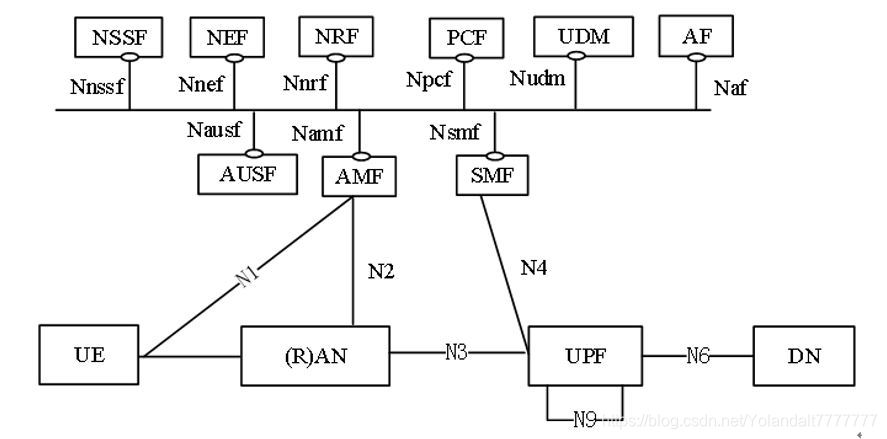 NSSF NEF NRF PCF UDM AF
Nnssf Nnef Nnrf Npcf Nudm Naf
Nausf Namf Nsmf
AUSF AMF SMF
N1 N2 N4
UE (R)AN N3 UPF N6 DN
N9 https://blog.csdn.net/Yolandalt7777777